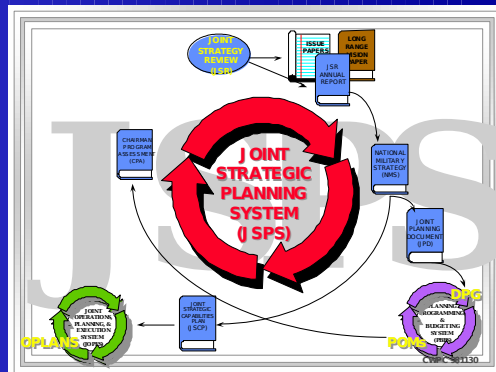 JOINT
STRATEGY
REVIEW
(JSR)
ISSUE
PAPERS
LONG
RANGE
VISION
PAPER
JSR
ANNUAL
REPORT
CHAIRMAN
PROGRAM
ASSESSMENT
(CPA)
JOINT
STRATEGIC
PLANNING
SYSTEM
(JSPS)
NATIONAL
MILITARY
STRATEGY
(NMS)
JOINT
PLANNING
DOCUMENT
(JPD)
JSPS
JOINT
STRATEGIC
CAPABILITIES
PLAN
(JSCP)
JOINT
OPERATION
PLANNING, &
EXECUTION
SYSTEM
(JOPES)
OPLANS
DPG
PLANNING
PROGRAMMING
&
BUDGETING
SYSTEM
(PPBS)
POMs